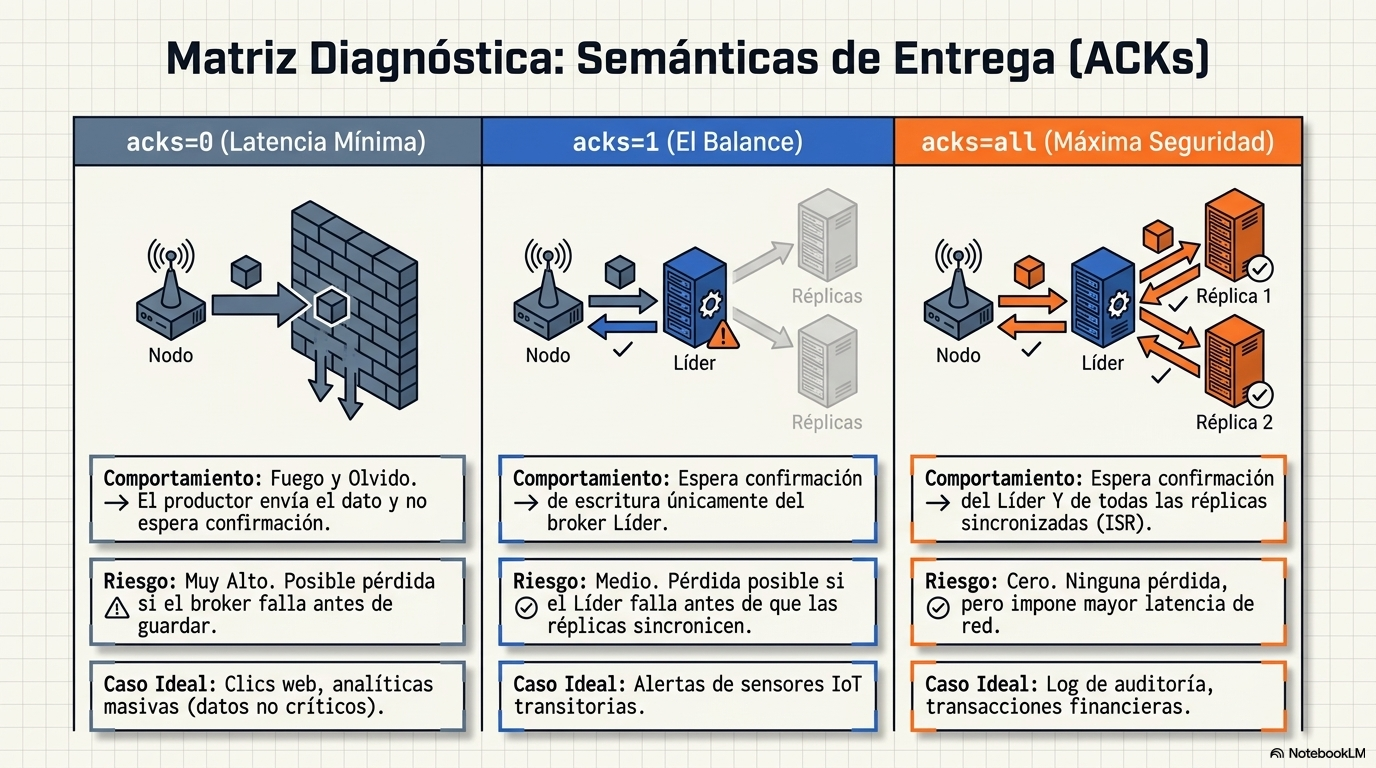 Matriz Diagnóstica: Semánticas de Entrega (ACKs)
acks=0 (Latencia Mínima)
acks=1 (El Balance)
acks=all (Máxima Seguridad)
Nodo
Nodo
Líder
Réplicas
Réplicas
Nodo
Líder
Réplica 1
Réplica 2
Comportamiento: Fuego y Olvido.
→ El productor envía el dato y no
espera confirmación.
Comportamiento: Espera confirmación
→ de escritura únicamente del
broker Líder.
Comportamiento: Espera confirmación
→ del Líder Y de todas las réplicas
sincronizadas (ISR).
Riesgo: Muy Alto. Posible pérdida
si el broker falla antes de
guardar.
Riesgo: Medio. Pérdida posible si
el Líder falla antes de que las
réplicas sincronicen.
Riesgo: Cero. Ninguna pérdida,
pero impone mayor latencia de
red.
Caso Ideal: Clics web, analíticas
masivas (datos no críticos).
Caso Ideal: Alertas de sensores IoT
transitorias.
Caso Ideal: Log de auditoría,
transacciones financieras.
NotebookLM